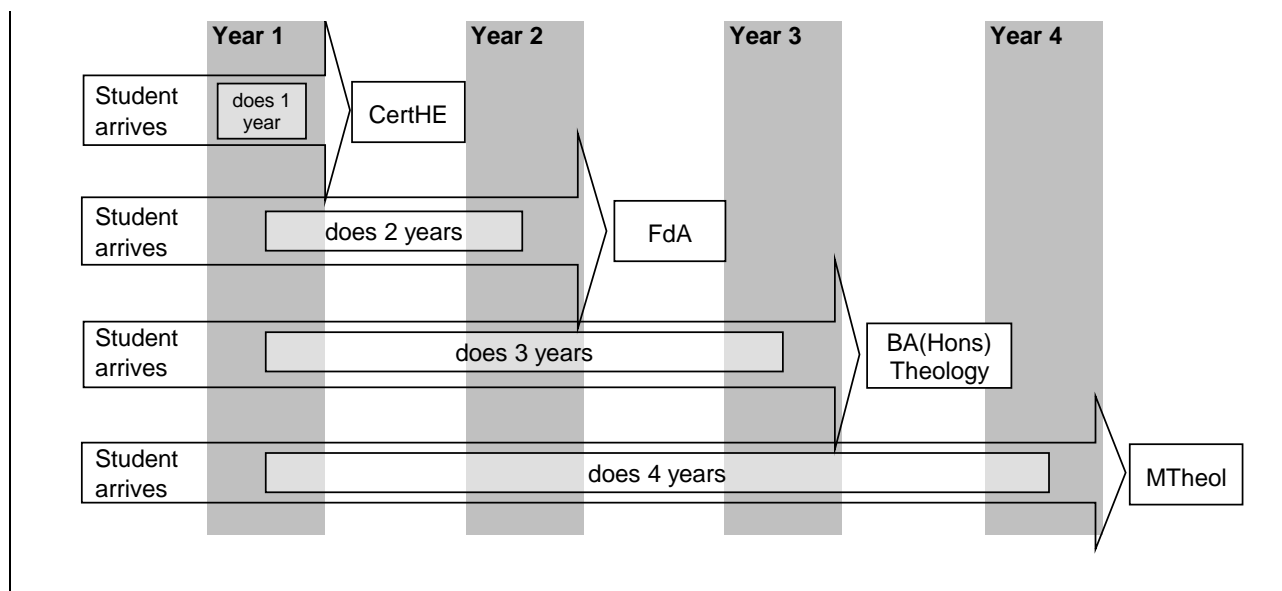 Year 1
Year 2
Year 3
Year 4
Student
arrives
does 1
year
CertHE
Student
arrives
does 2 years
FdA
Student
arrives
does 3 years
BA(Hons)
Theology
Student
arrives
does 4 years
MTheol